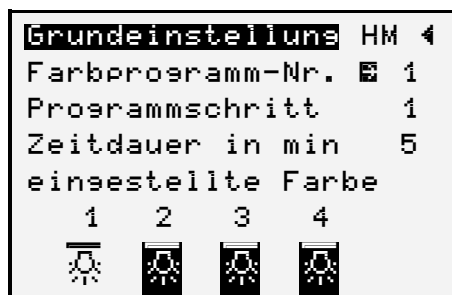 Grundeinstellung HM
Farbprogramm-Nr. 1
Programmschritt 1
Zeitdauer in min 5
eingestellte Farbe
1 2 3 4